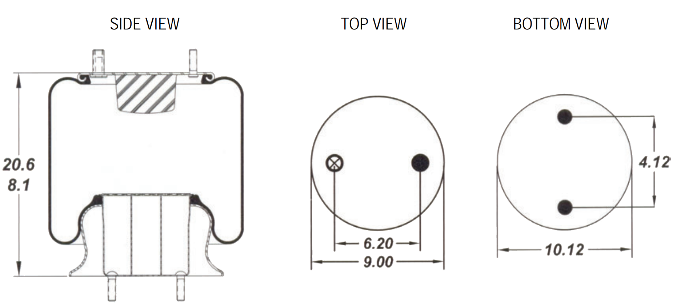 SIDE VIEW
TOP VIEW
BOTTOM VIEW
20.6
8.1
6.20
9.00
4.12
10.12